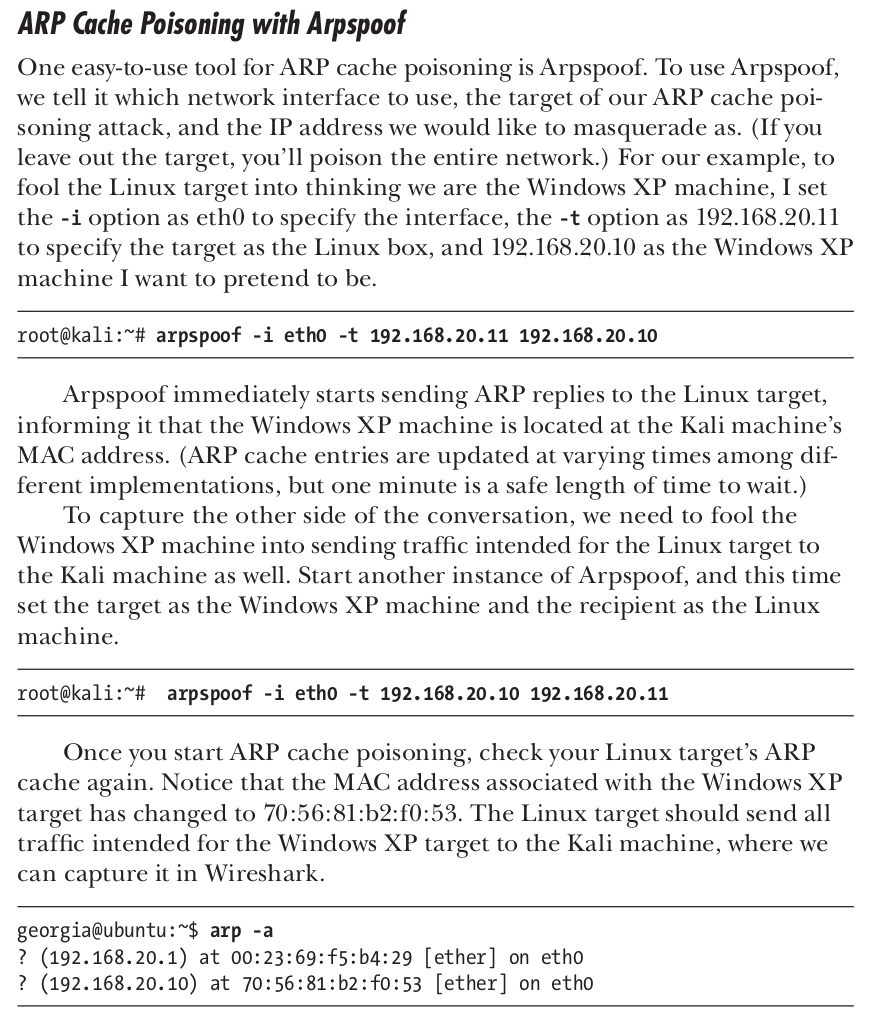 ARP Cache Poisoning with Arpspoof
One easy-to-use tool for ARP cache poisoning is Arpspoof. To use Arpspoof,
we tell it which network interface to use, the target of our ARP cache poi-
soning attack, and the IP address we would like to masquerade as. (If you
leave out the target, you’ll poison the entire network.) For our example, to
fool the Linux target into thinking we are the Windows XP machine, I set
the -i option as eth0 to specify the interface, the -t option as 192.168.20.11
to specify the target as the Linux box, and 192.168.20.10 as the Windows XP
machine I want to pretend to be.
root@kali:~# arpspoof -i eth0 -t 192.168.20.11 192.168.20.10
Arpspoof immediately starts sending ARP replies to the Linux target,
informing it that the Windows XP machine is located at the Kali machine’s
MAC address. (ARP cache entries are updated at varying times among dif-
ferent implementations, but one minute is a safe length of time to wait.)
To capture the other side of the conversation, we need to fool the
Windows XP machine into sending traffic intended for the Linux target to
the Kali machine as well. Start another instance of Arpspoof, and this time
set the target as the Windows XP machine and the recipient as the Linux
machine.
root@kali:~# arpspoof -i eth0 -t 192.168.20.10 192.168.20.11
Once you start ARP cache poisoning, check your Linux target’s ARP
cache again. Notice that the MAC address associated with the Windows XP
target has changed to 70:56:81:b2:f0:53. The Linux target should send all
traffic intended for the Windows XP target to the Kali machine, where we
can capture it in Wireshark.
georgia@ubuntu:~$ arp -a
? (192.168.20.1) at 00:23:69:f5:b4:29 [ether] on eth0
? (192.168.20.10) at 70:56:81:b2:f0:53 [ether] on eth0